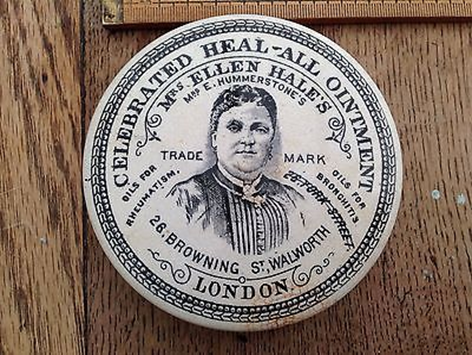 CELEBRATED HEAL-ALL OINTMENT
MRS. ELLEN HALE'S
MRS E. HUMMERSTONE'S
TRADE MARK
OILS FOR
RHEUMATISM.
OILS FOR
BRONCHITIS
26 YORK STREET
26, BROWNING ST, WALWORTH
LONDON